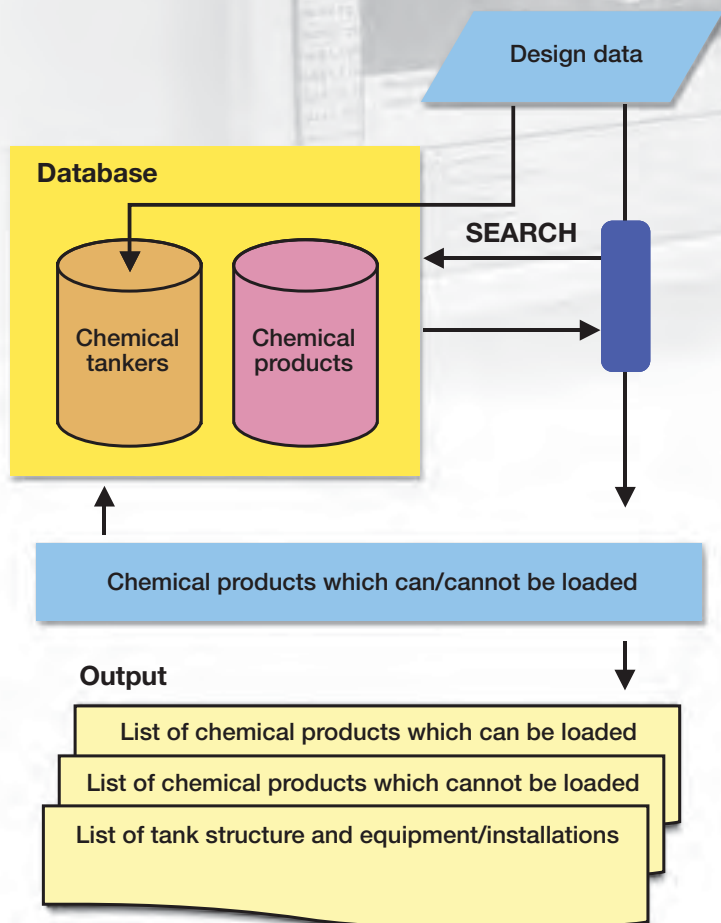 Design data
Database
SEARCH
Chemical
tankers
Chemical
products
Chemical products which can/cannot be loaded
Output
List of chemical products which can be loaded
List of chemical products which cannot be loaded
List of tank structure and equipment/installations